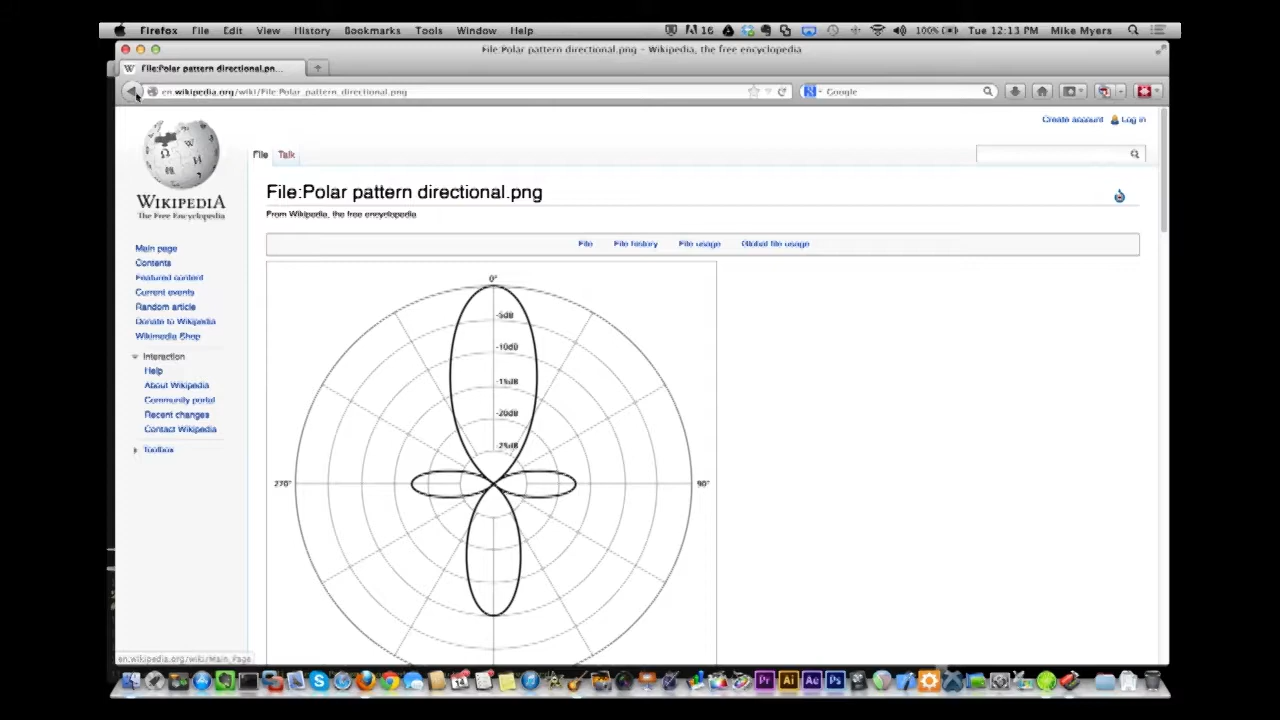 Firefox File Edit View History Bookmarks Tools Window Help 16 100% Tue 12:13 PM Mike Myers
File:Polar pattern directional.png – Wikipedia, the free encyclopedia
W File:Polar pattern directional.pn...
en.wikipedia.org/wiki/File:Polar_pattern_directional.png Google
Create account Log in
File Talk
WIKIPEDIA
The Free Encyclopedia
File:Polar pattern directional.png
From Wikipedia, the free encyclopedia
File File history File usage Global file usage
Main page
Contents
Featured content
Current events
Random article
Donate to Wikipedia
Wikimedia Shop
Interaction
Help
About Wikipedia
Community portal
Recent changes
Contact Wikipedia
Toolbox
0°
-5dB
-10dB
-15dB
-20dB
-25dB
270°
90°
en.wikipedia.org/wiki/Main_Page
Pr Ai Ae Ps